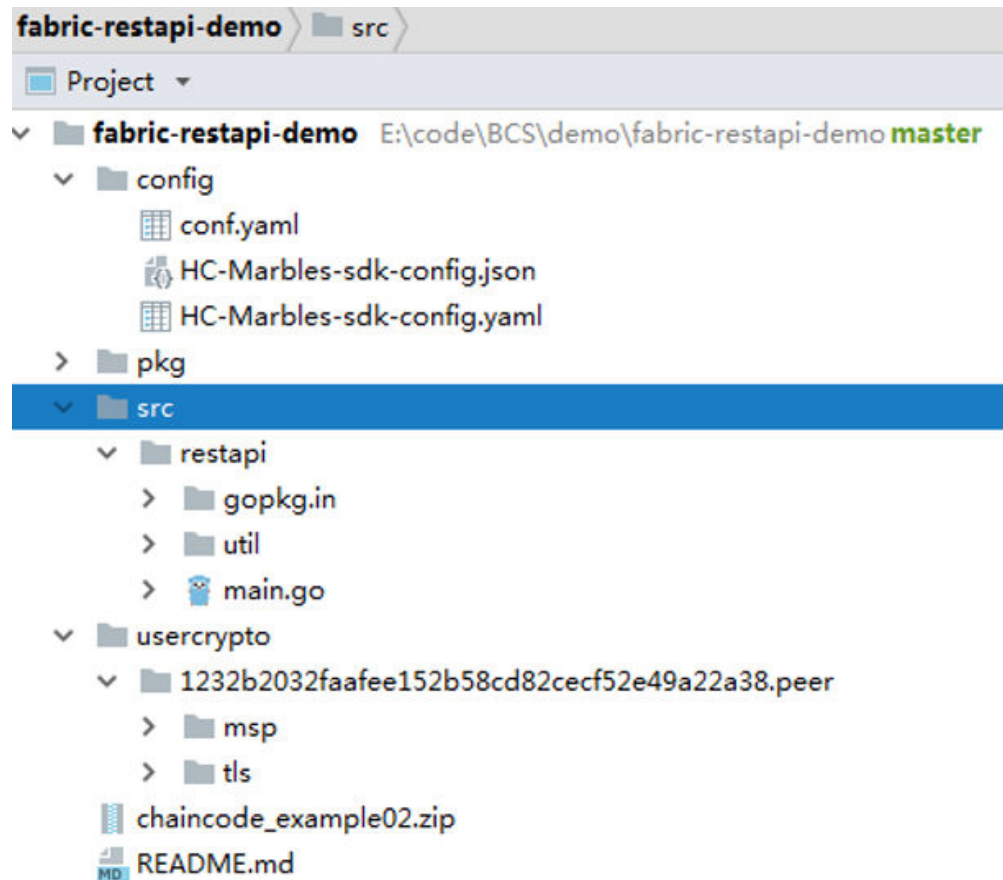 fabric-restapi-demo src
Project
fabric-restapi-demo E:\code\BCS\demo\fabric-restapi-demo master
config
conf.yaml
HC-Marbles-sdk-config.json
HC-Marbles-sdk-config.yaml
pkg
src
restapi
gopkg.in
util
main.go
usercrypto
1232b2032faafee152b58cd82cecf52e49a22a38.peer
msp
tls
chaincode_example02.zip
MD README.md